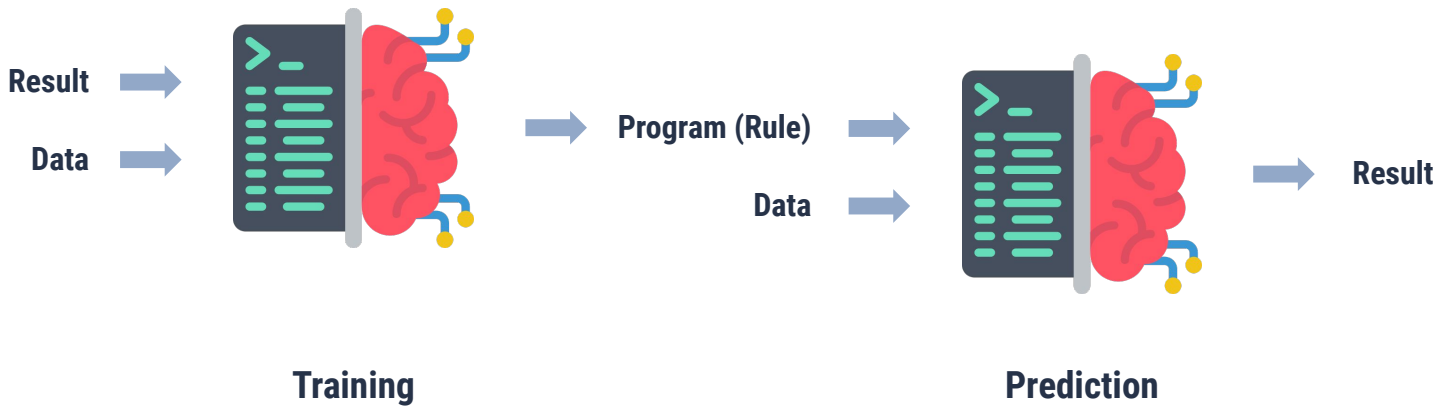 Result
Data
Program (Rule)
Data
Result
Training
Prediction